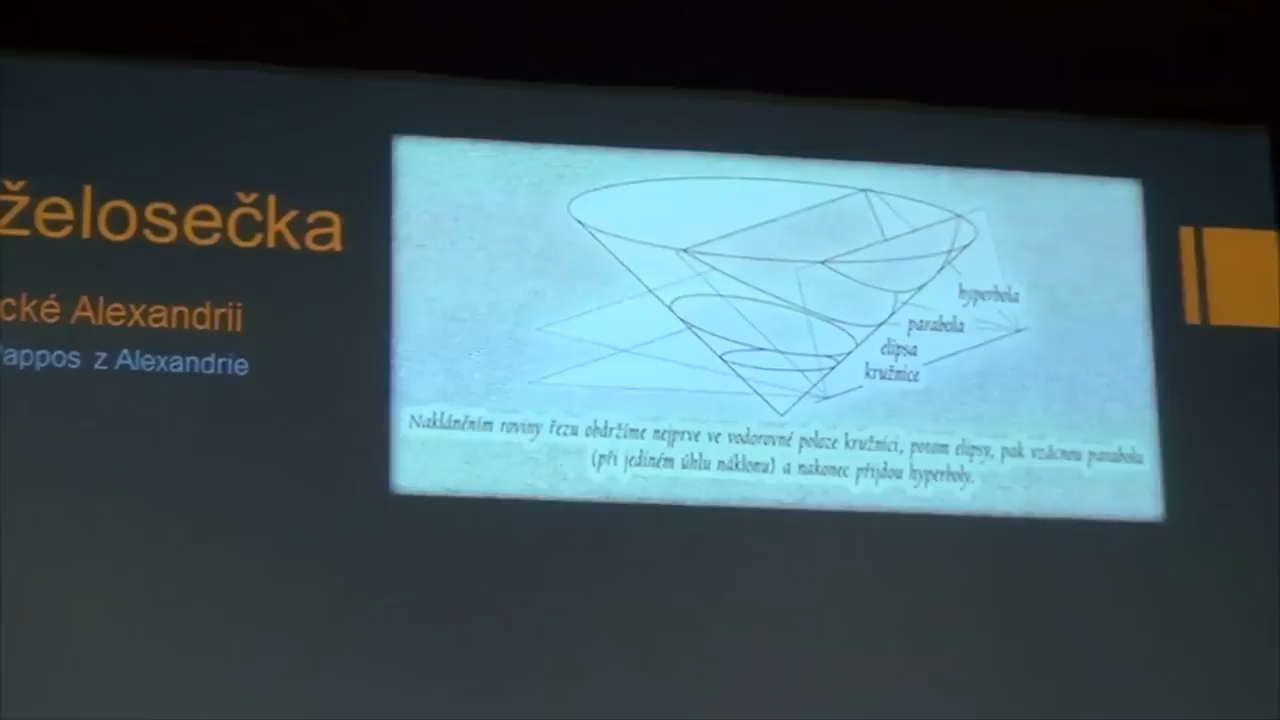 želosečka
cké Alexandrii
appos z Alexandrie
hyperbola
parabola
elipsa
kružnice
Nakláněním roviny řezu obdržíme nejprve ve vodorovné poloze kružnici, potom elipsy, pak vzácnou parabolu
(při jediném úhlu náklonu) a nakonec přijdou hyperboly.